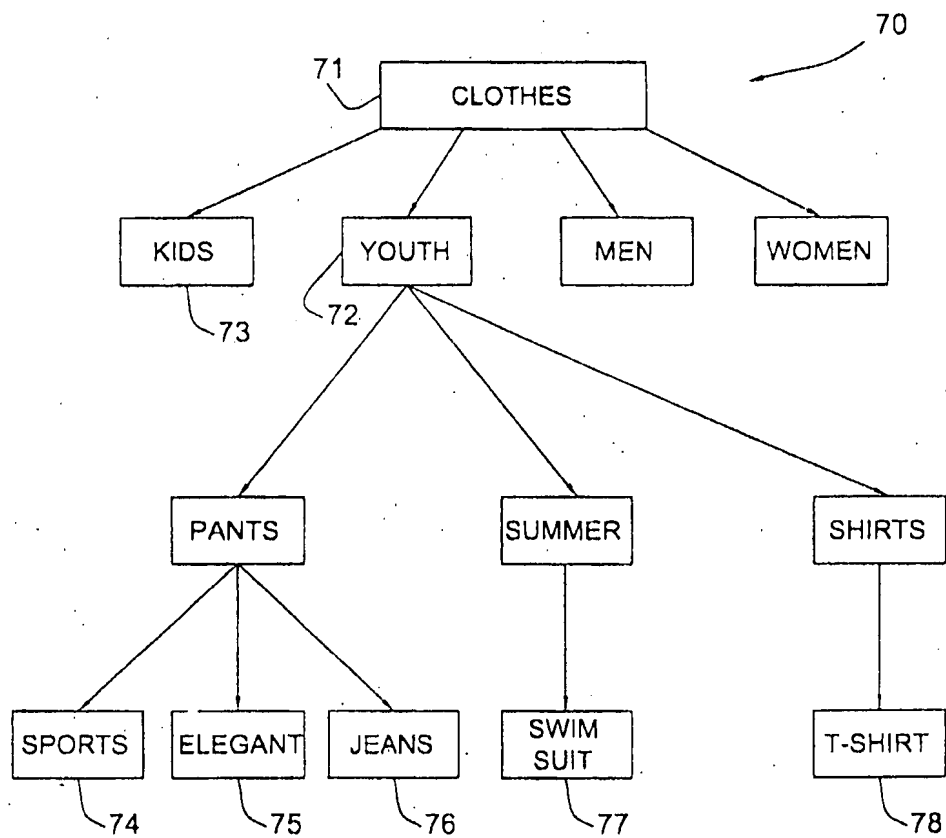 70
71
CLOTHES
KIDS
YOUTH
MEN
WOMEN
73
72
PANTS
SUMMER
SHIRTS
SPORTS
ELEGANT
JEANS
SWIM
SUIT
T-SHIRT
74
75
76
77
78